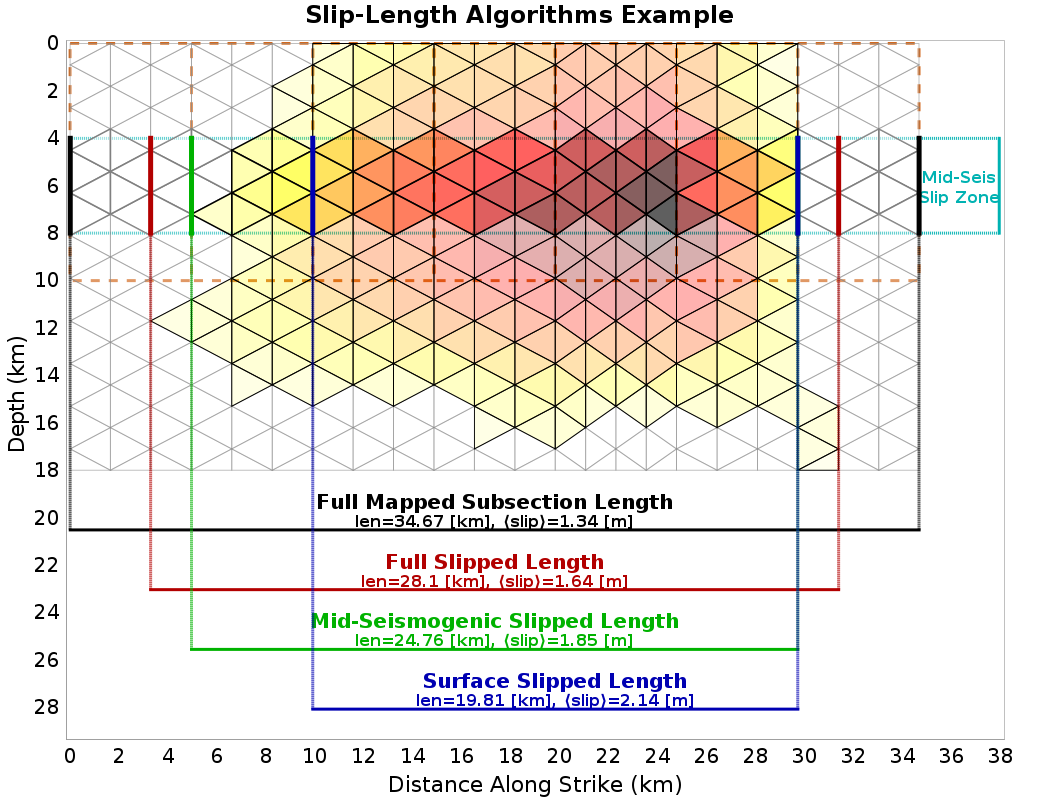 Slip-Length Algorithms Example
0
2
4
6
8
10
12
14
16
18
20
22
24
26
28
Depth (km)
Mid-Seis
Slip Zone
Full Mapped Subsection Length
len=34.67 [km], ⟨slip⟩=1.34 [m]
Full Slipped Length
len=28.1 [km], ⟨slip⟩=1.64 [m]
Mid-Seismogenic Slipped Length
len=24.76 [km], ⟨slip⟩=1.85 [m]
Surface Slipped Length
len=19.81 [km], ⟨slip⟩=2.14 [m]
0 2 4 6 8 10 12 14 16 18 20 22 24 26 28 30 32 34 36 38
Distance Along Strike (km)